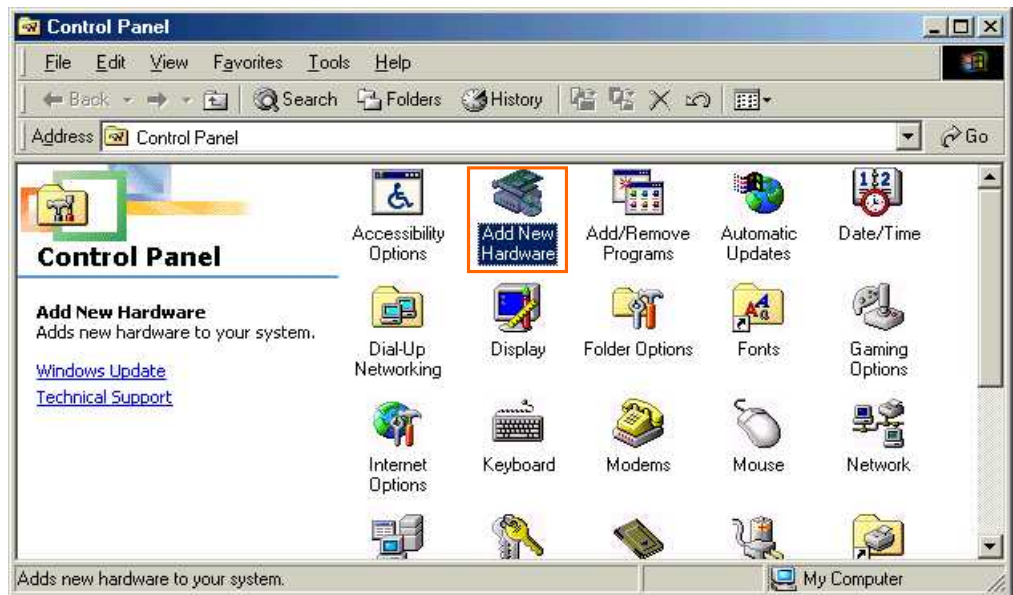 Control Panel
File Edit View Favorites Tools Help
Back Search Folders History
Address Control Panel Go
Control Panel
Add New Hardware
Adds new hardware to your system.
Windows Update
Technical Support
Accessibility
Options
Add New
Hardware
Add/Remove
Programs
Automatic
Updates
Date/Time
Dial-Up
Networking
Display
Folder Options
Fonts
Gaming
Options
Internet
Options
Keyboard
Modems
Mouse
Network
Adds new hardware to your system.
My Computer